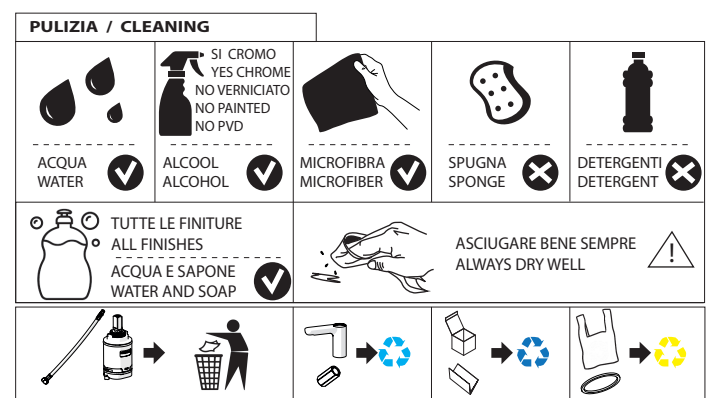 PULIZIA / CLEANING
SI CROMO
YES CHROME
NO VERNICIATO
NO PAINTED
NO PVD
ACQUA
WATER
ALCOOL
ALCOHOL
MICROFIBRA
MICROFIBER
SPUGNA
SPONGE
DETERGENTI
DETERGENT
TUTTE LE FINITURE
ALL FINISHES
ACQUA E SAPONE
WATER AND SOAP
ASCIUGARE BENE SEMPRE
ALWAYS DRY WELL
!